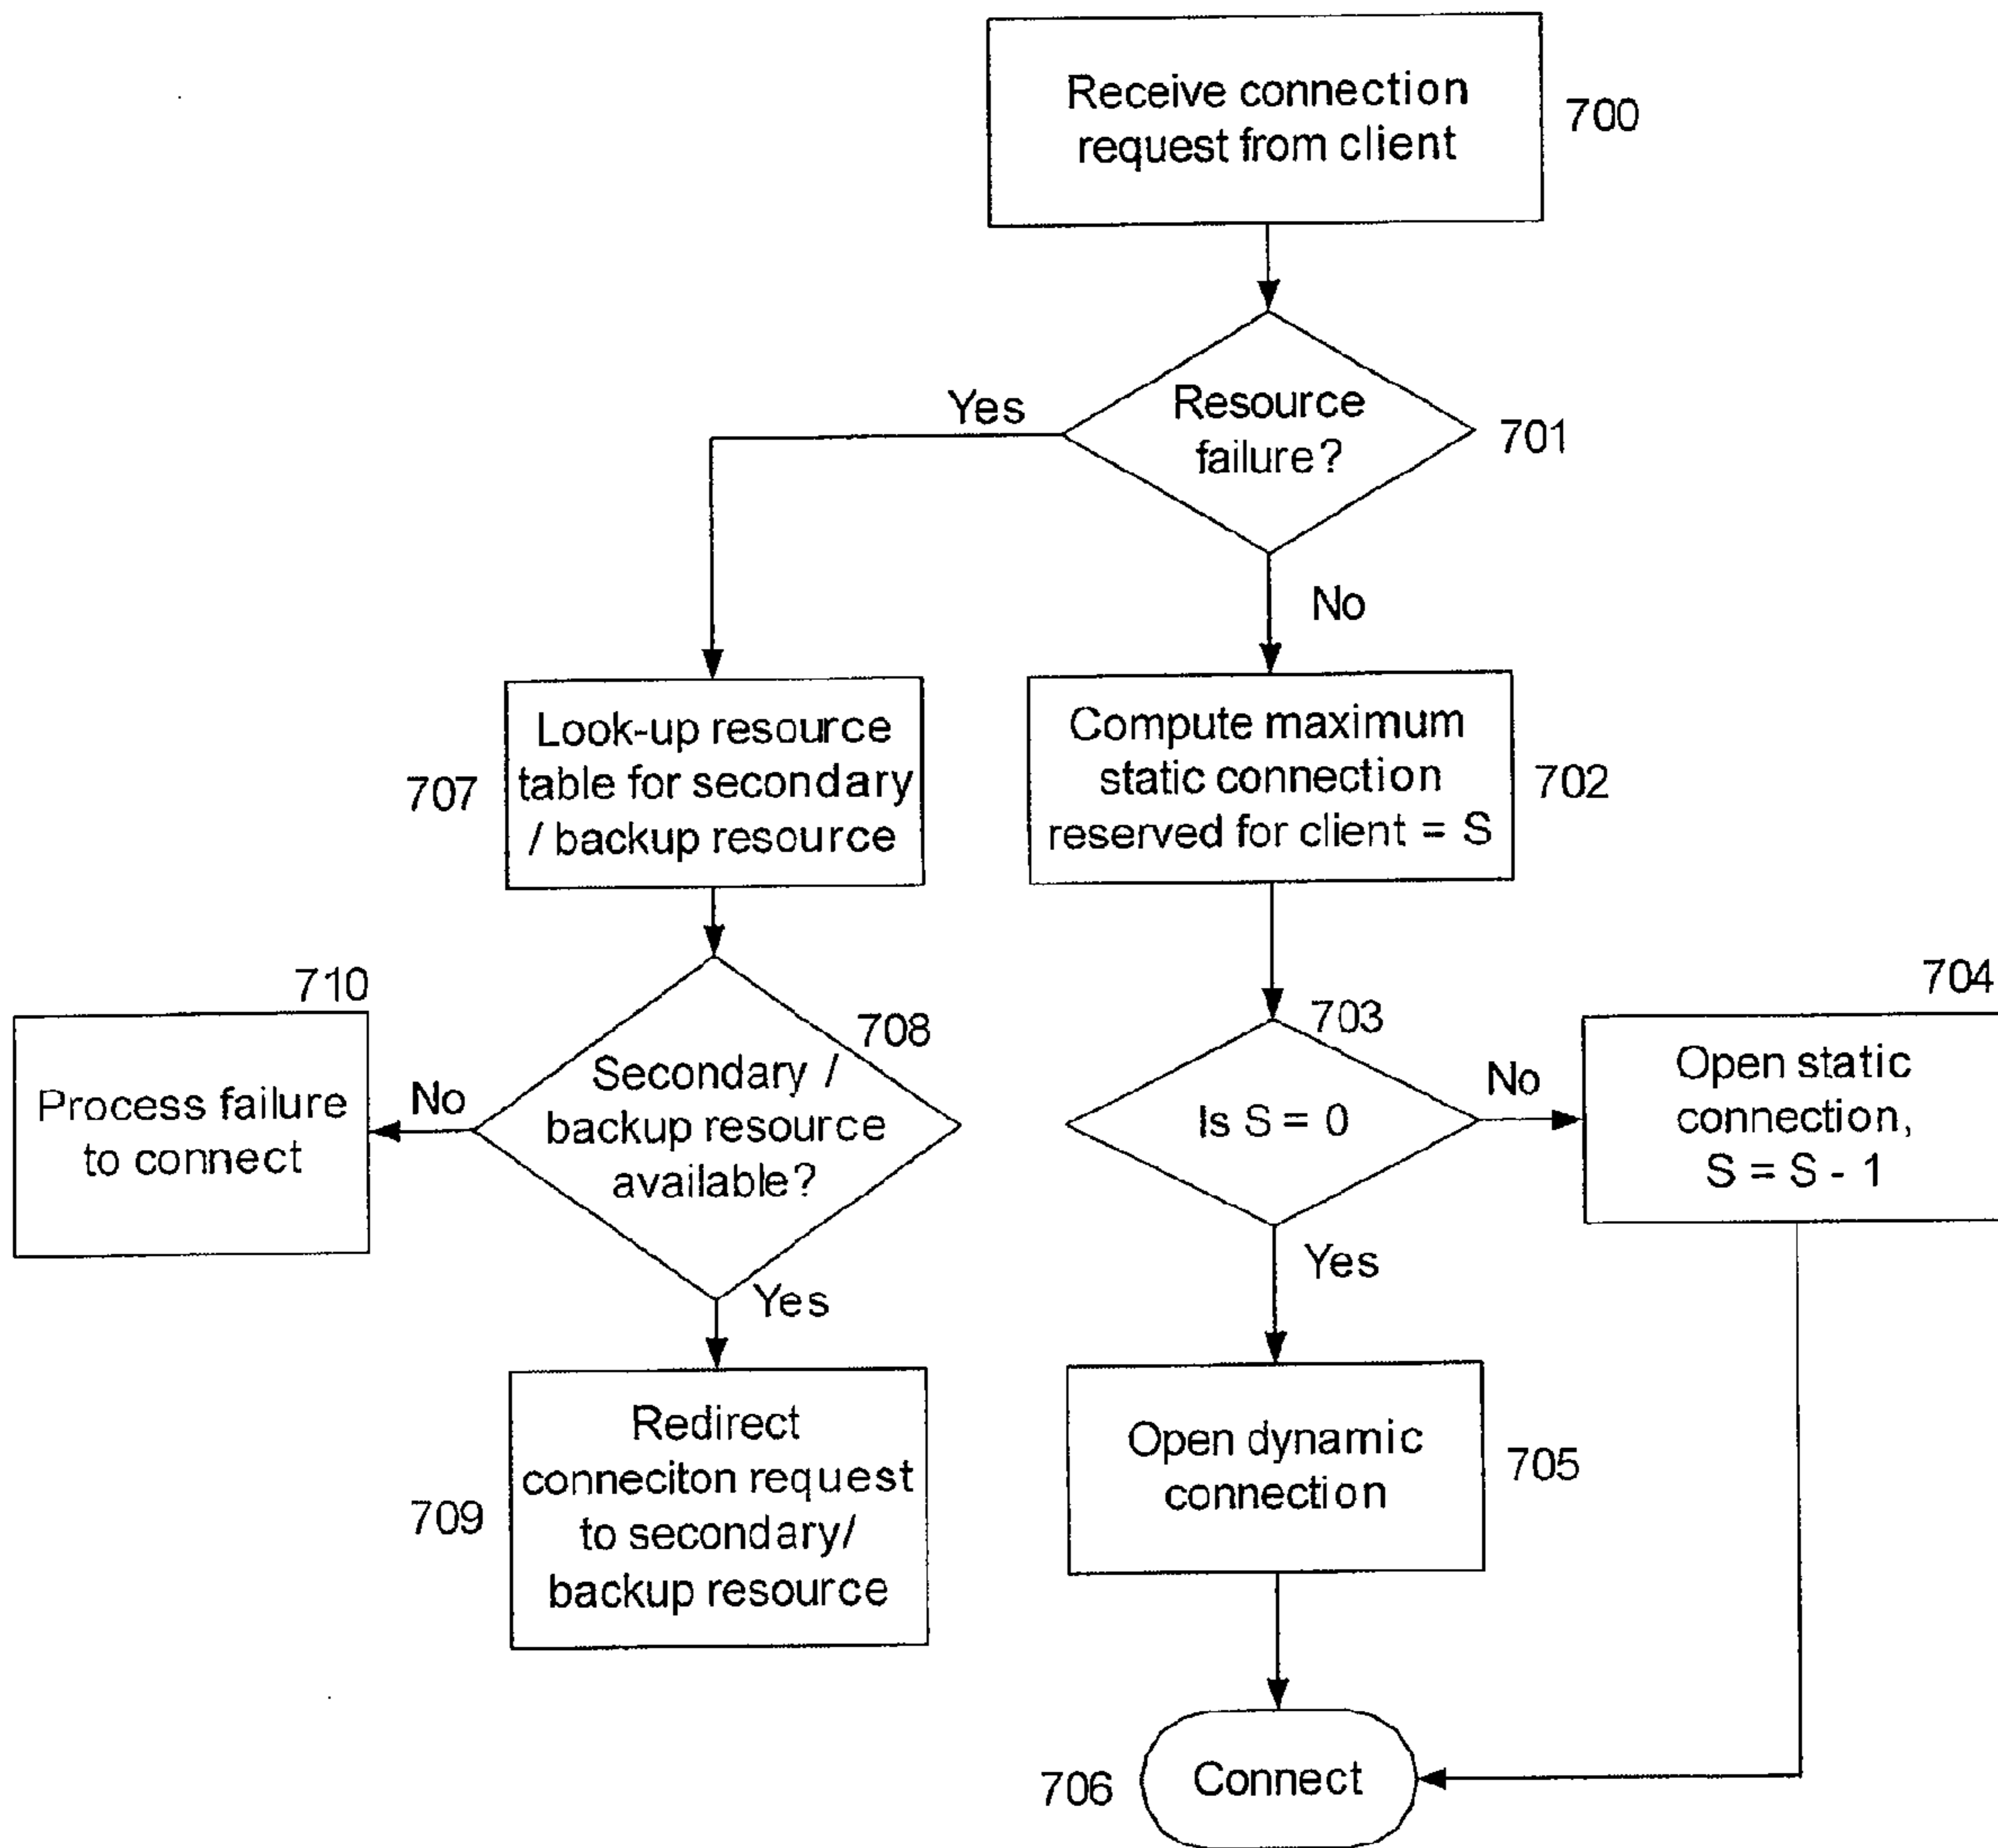 Receive connection
request from client
700
Resource
failure?
701
Yes
No
Look-up resource
table for secondary
/ backup resource
707
Compute maximum
static connection
reserved for client = S
702
710
Process failure
to connect
No
708
Secondary /
backup resource
available?
Yes
703
Is S = 0
No
Yes
704
Open static
connection,
S = S - 1
Redirect
conneciton request
to secondary/
backup resource
709
Open dynamic
connection
705
706
Connect